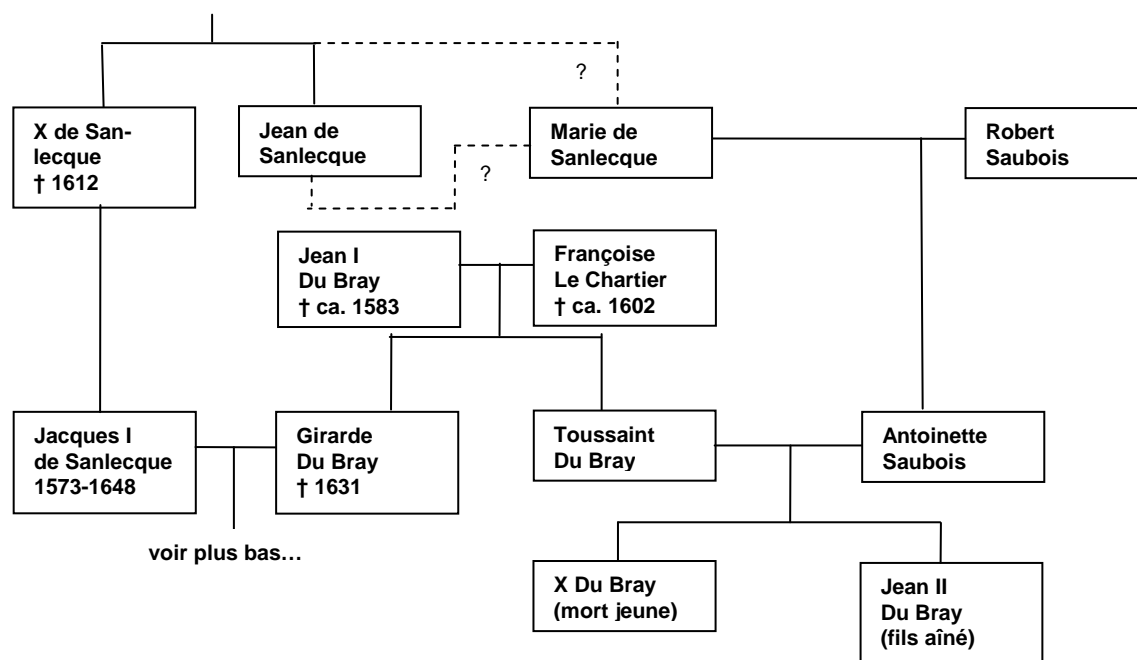 ?
X de San-
lecque
† 1612
Jean de
Sanlecque
Marie de
Sanlecque
Robert
Saubois
?
Jean I
Du Bray
† ca. 1583
Françoise
Le Chartier
† ca. 1602
Jacques I
de Sanlecque
1573-1648
Girarde
Du Bray
† 1631
Toussaint
Du Bray
Antoinette
Saubois
voir plus bas…
X Du Bray
(mort jeune)
Jean II
Du Bray
(fils aîné)